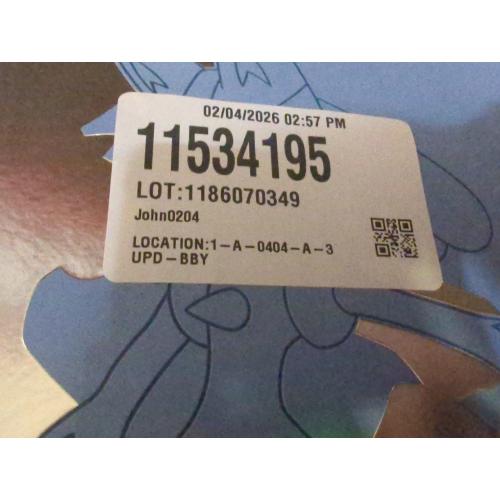 02/04/2026 02:57 PM
11534195
LOT:1186070349
John0204
LOCATION:1-A-0404-A-3
UPD-BBY